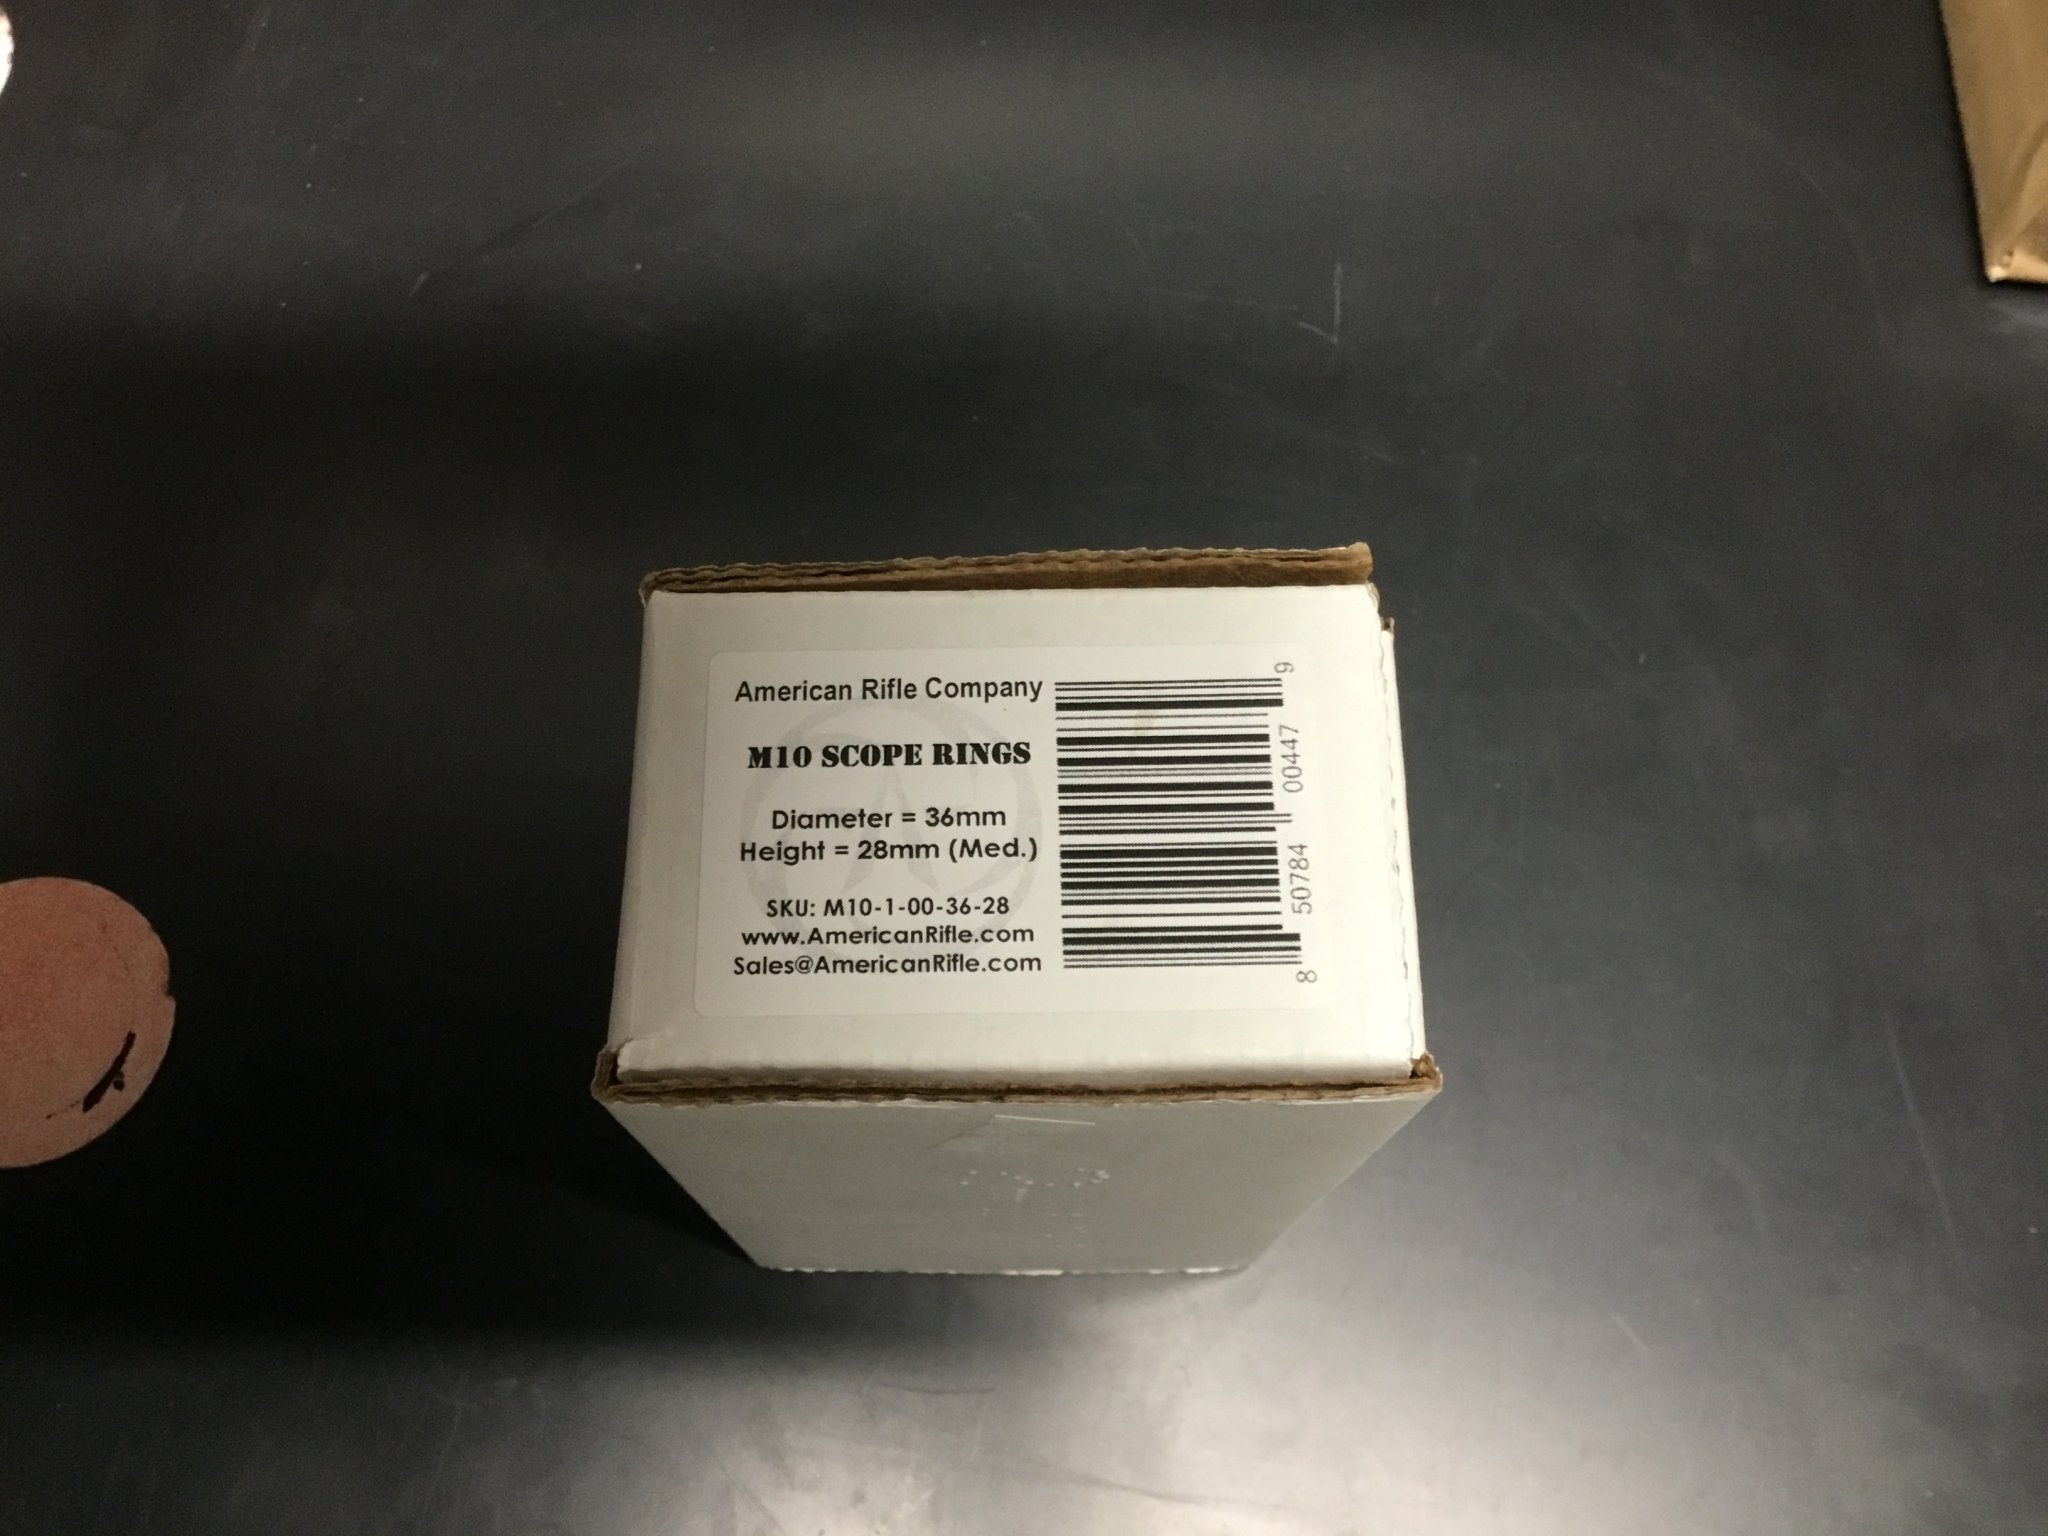 American Rifle Company
M10 SCOPE RINGS
Diameter = 36mm
Height = 28mm (Med.)
SKU: M10-1-00-36-28
www.AmericanRifle.com
Sales@AmericanRifle.com
8 50784 00447 9